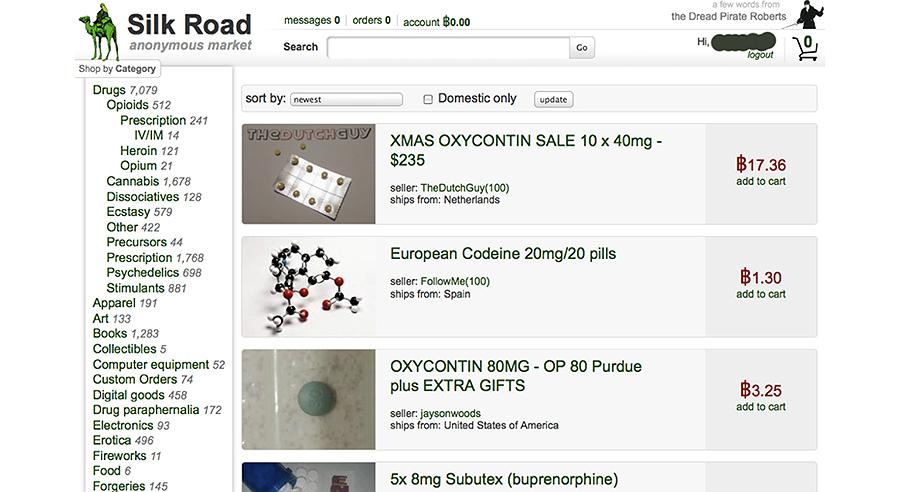 Silk Road
anonymous market
messages 0 orders 0 account ฿0.00
Search Go
a few words from
the Dread Pirate Roberts
Hi,
logout
0
Shop by Category
Drugs 7,079
Opioids 512
Prescription 241
IV/IM 14
Heroin 121
Opium 21
Cannabis 1,678
Dissociatives 128
Ecstasy 579
Other 422
Precursors 44
Prescription 1,768
Psychedelics 698
Stimulants 881
Apparel 191
Art 133
Books 1,283
Collectibles 5
Computer equipment 52
Custom Orders 74
Digital goods 458
Drug paraphernalia 172
Electronics 93
Erotica 496
Fireworks 11
Food 6
Forgeries 145
sort by: newest Domestic only update
THEDUTCHGUY
XMAS OXYCONTIN SALE 10 x 40mg -
$235
seller: TheDutchGuy(100)
ships from: Netherlands
฿17.36
add to cart
European Codeine 20mg/20 pills
seller: FollowMe(100)
ships from: Spain
฿1.30
add to cart
OXYCONTIN 80MG - OP 80 Purdue
plus EXTRA GIFTS
seller: jaysonwoods
ships from: United States of America
฿3.25
add to cart
5x 8mg Subutex (buprenorphine)